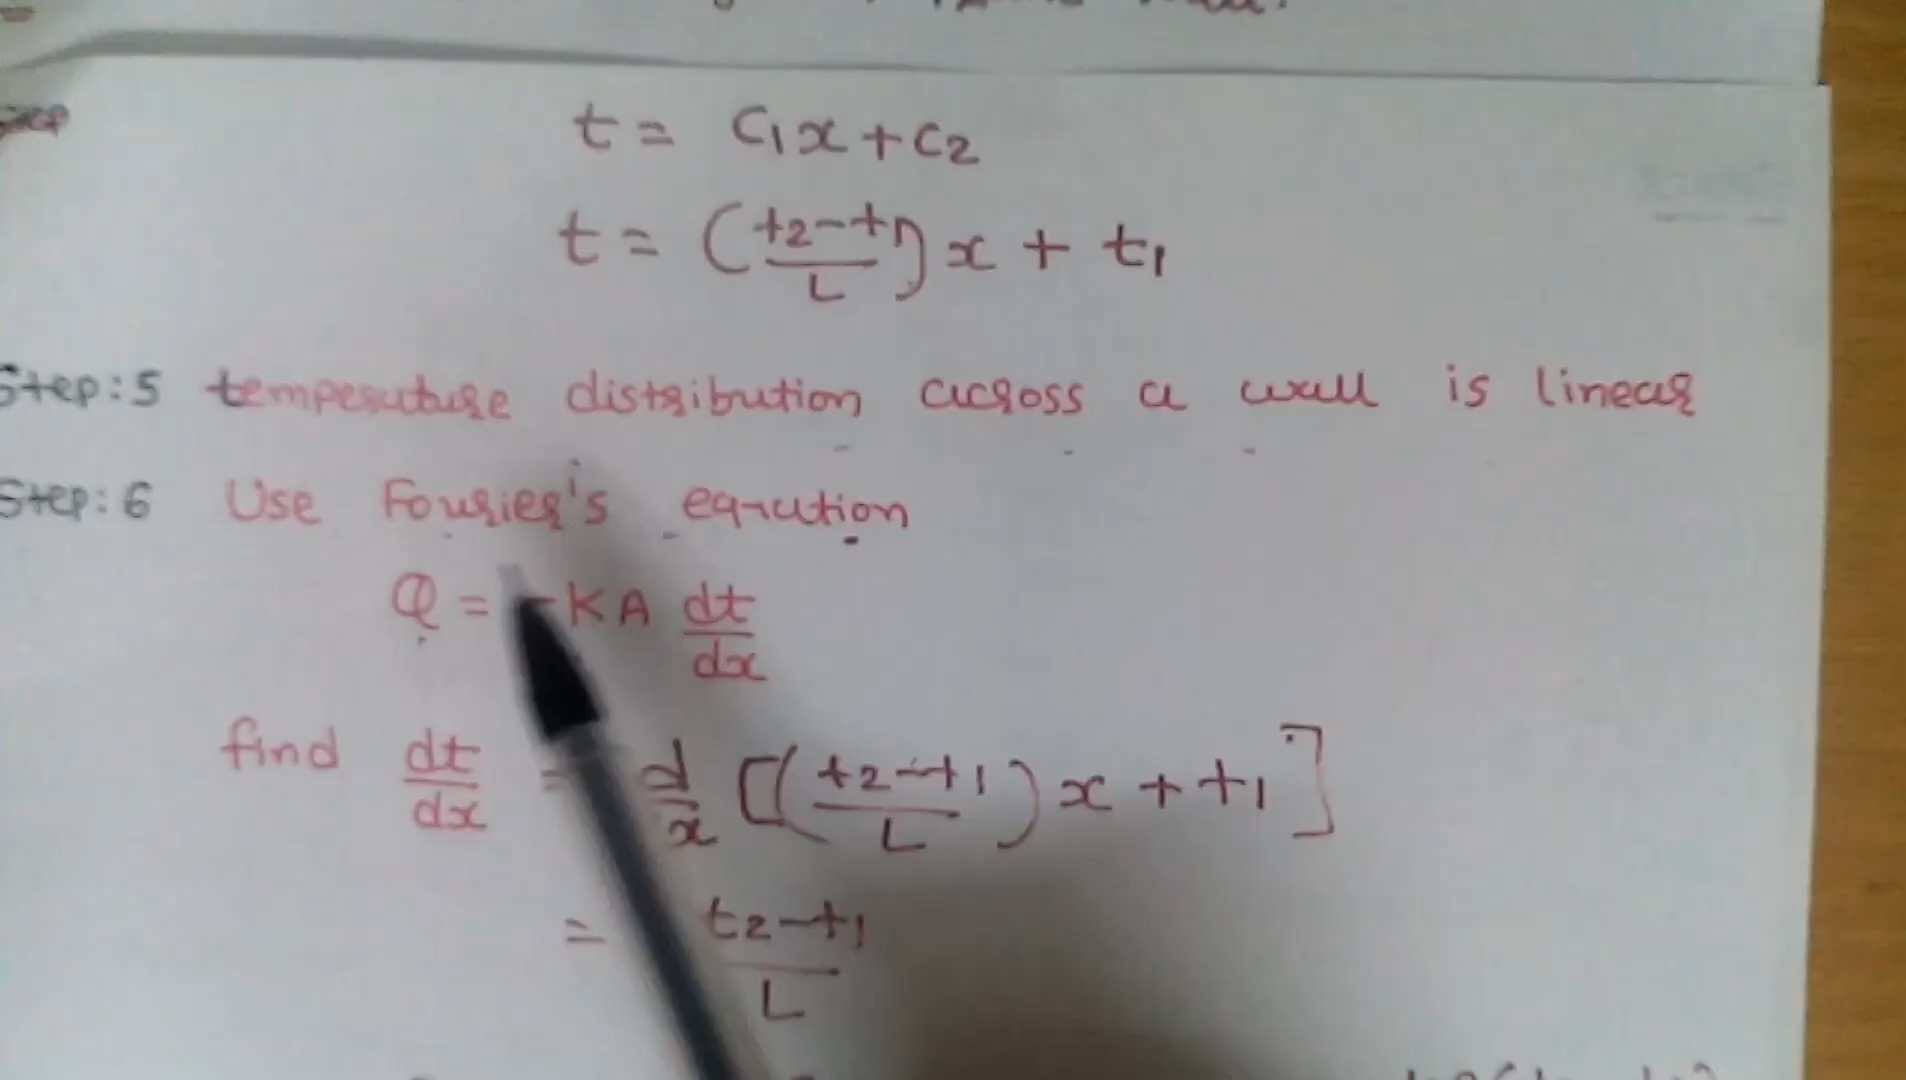 t = C1x + C2
t = (t2-t1/L) x + t1
Step:5 temperature distribution across a wall is linear
Step:6 Use Fourier's equation
Q = -KA dt/dx
find dt/dx = d/x [(t2-t1/L) x + t1]
= t2-t1/L